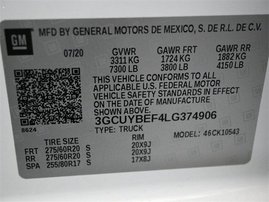 GM
MFD BY GENERAL MOTORS DE MEXICO, S. DE R.L. DE C.V.
07/20 GVWR GAWR FRT GAWR RR
3311 KG 1724 KG 1882 KG
7300 LB 3800 LB 4150 LB
THIS VEHICLE CONFORMS TO ALL
APPLICABLE U.S. FEDERAL MOTOR
VEHICLE SAFETY STANDARDS IN
EFFECT ON THE DATE OF
MANUFACTURE SHOWN ABOVE.
3GCUYBEF4LG374906
8624 TYPE: TRUCK MODEL: 46CK10543
TIRE SIZE RIM
FRT 275/60R20 S 20X9J
RR 275/60R20 S 20X9J
SPA 255/80R17 S 17X8J